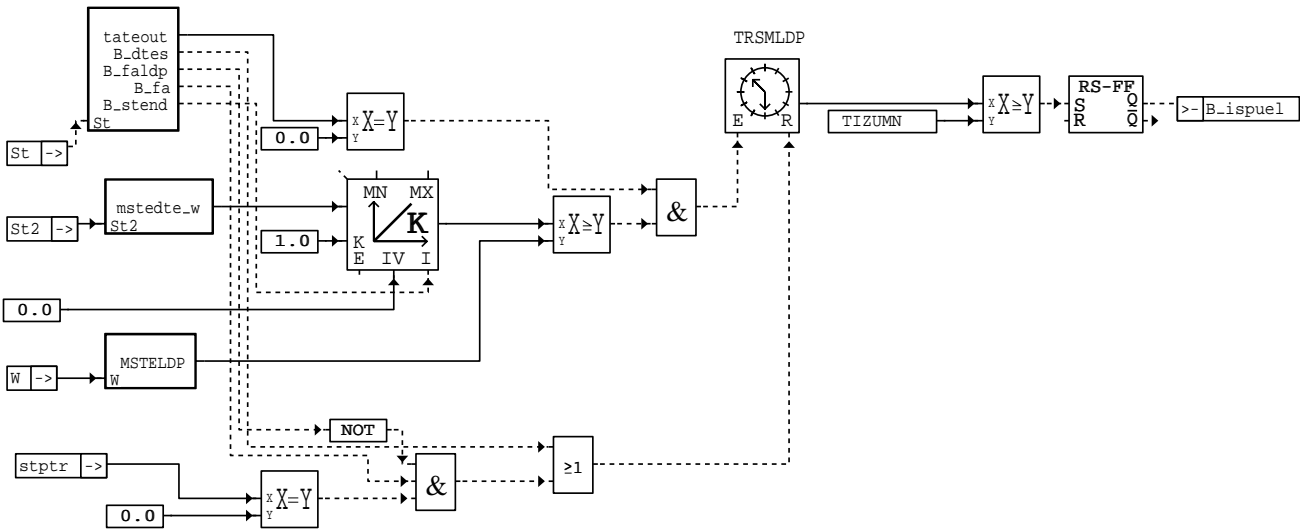 tateout
B_dtes
B_faldp
B_fa
B_stend
St
St ->
X=Y
x
Y
0.0
TRSMLDP
E R
TIZUMN
X≥Y
x
Y
RS-FF
S Q
R Q̅
>- B_ispuel
mstedte_w
St2
St2 ->
MN MX
K
K
E IV I
1.0
X≥Y
x
Y
&
0.0
MSTELDP
W
W ->
NOT
stptr ->
X=Y
x
Y
0.0
&
≥1